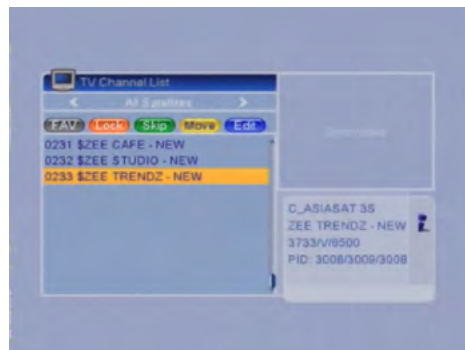 TV Channel List
All Satellites
FAV Lock Skip Move Edit
0231 $ZEE CAFE - NEW
0232 $ZEE STUDIO - NEW
0233 $ZEE TRENDZ - NEW
C_ASIASAT 3S
ZEE TRENDZ - NEW
3733/V/9500
PID: 3008/3009/3008